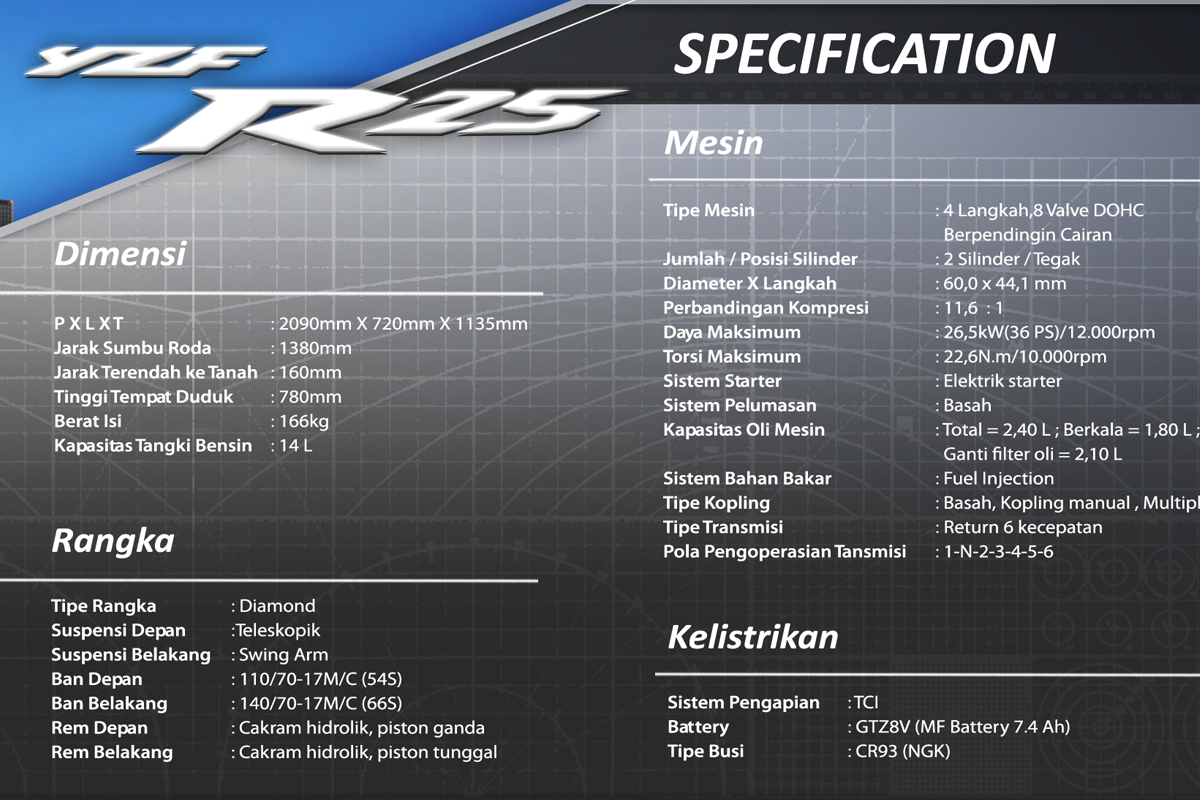 YZF
R25
SPECIFICATION
Dimensi
P X L X T : 2090mm X 720mm X 1135mm
Jarak Sumbu Roda : 1380mm
Jarak Terendah ke Tanah : 160mm
Tinggi Tempat Duduk : 780mm
Berat Isi : 166kg
Kapasitas Tangki Bensin : 14 L
Rangka
Tipe Rangka : Diamond
Suspensi Depan :Teleskopik
Suspensi Belakang : Swing Arm
Ban Depan : 110/70-17M/C (54S)
Ban Belakang : 140/70-17M/C (66S)
Rem Depan : Cakram hidrolik, piston ganda
Rem Belakang : Cakram hidrolik, piston tunggal
Mesin
Tipe Mesin : 4 Langkah,8 Valve DOHC
Berpendingin Cairan
Jumlah / Posisi Silinder : 2 Silinder / Tegak
Diameter X Langkah : 60,0 x 44,1 mm
Perbandingan Kompresi : 11,6 : 1
Daya Maksimum : 26,5kW(36 PS)/12.000rpm
Torsi Maksimum : 22,6N.m/10.000rpm
Sistem Starter : Elektrik starter
Sistem Pelumasan : Basah
Kapasitas Oli Mesin : Total = 2,40 L ; Berkala = 1,80 L ;
Ganti filter oli = 2,10 L
Sistem Bahan Bakar : Fuel Injection
Tipe Kopling : Basah, Kopling manual , Multipl
Tipe Transmisi : Return 6 kecepatan
Pola Pengoperasian Tansmisi : 1-N-2-3-4-5-6
Kelistrikan
Sistem Pengapian : TCI
Battery : GTZ8V (MF Battery 7.4 Ah)
Tipe Busi : CR93 (NGK)